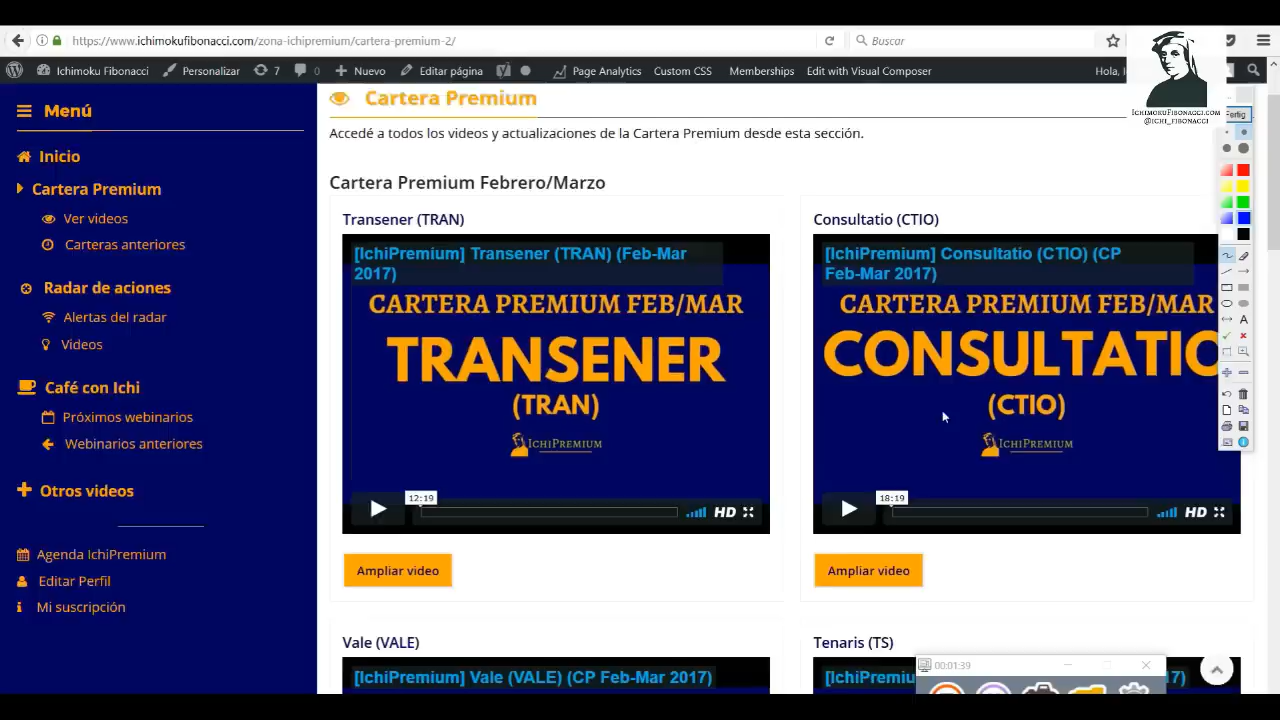 https://www.ichimokufibonacci.com/zona-ichipremium/cartera-premium-2/
Buscar
Ichimoku Fibonacci
Personalizar
7
0
Nuevo
Editar página
Page Analytics
Custom CSS
Memberships
Edit with Visual Composer
Hola, I
IchimokuFibonacci.com
@ichi_fibonacci
Fertig
Menú
Inicio
Cartera Premium
Ver videos
Carteras anteriores
Radar de acciones
Alertas del radar
Videos
Café con Ichi
Próximos webinarios
Webinarios anteriores
Otros videos
Agenda IchiPremium
Editar Perfil
Mi suscripción
Cartera Premium
Accedé a todos los videos y actualizaciones de la Cartera Premium desde esta sección.
Cartera Premium Febrero/Marzo
Transener (TRAN)
[IchiPremium] Transener (TRAN) (Feb-Mar
2017)
CARTERA PREMIUM FEB/MAR
TRANSENER
(TRAN)
IchiPremium
12:19
HD
Ampliar video
Consultatio (CTIO)
[IchiPremium] Consultatio (CTIO) (CP
Feb-Mar 2017)
CARTERA PREMIUM FEB/MAR
CONSULTATIO
(CTIO)
IchiPremium
18:19
HD
Ampliar video
Vale (VALE)
[IchiPremium] Vale (VALE) (CP Feb-Mar 2017)
Tenaris (TS)
[IchiPremiu
17)
00:01:39